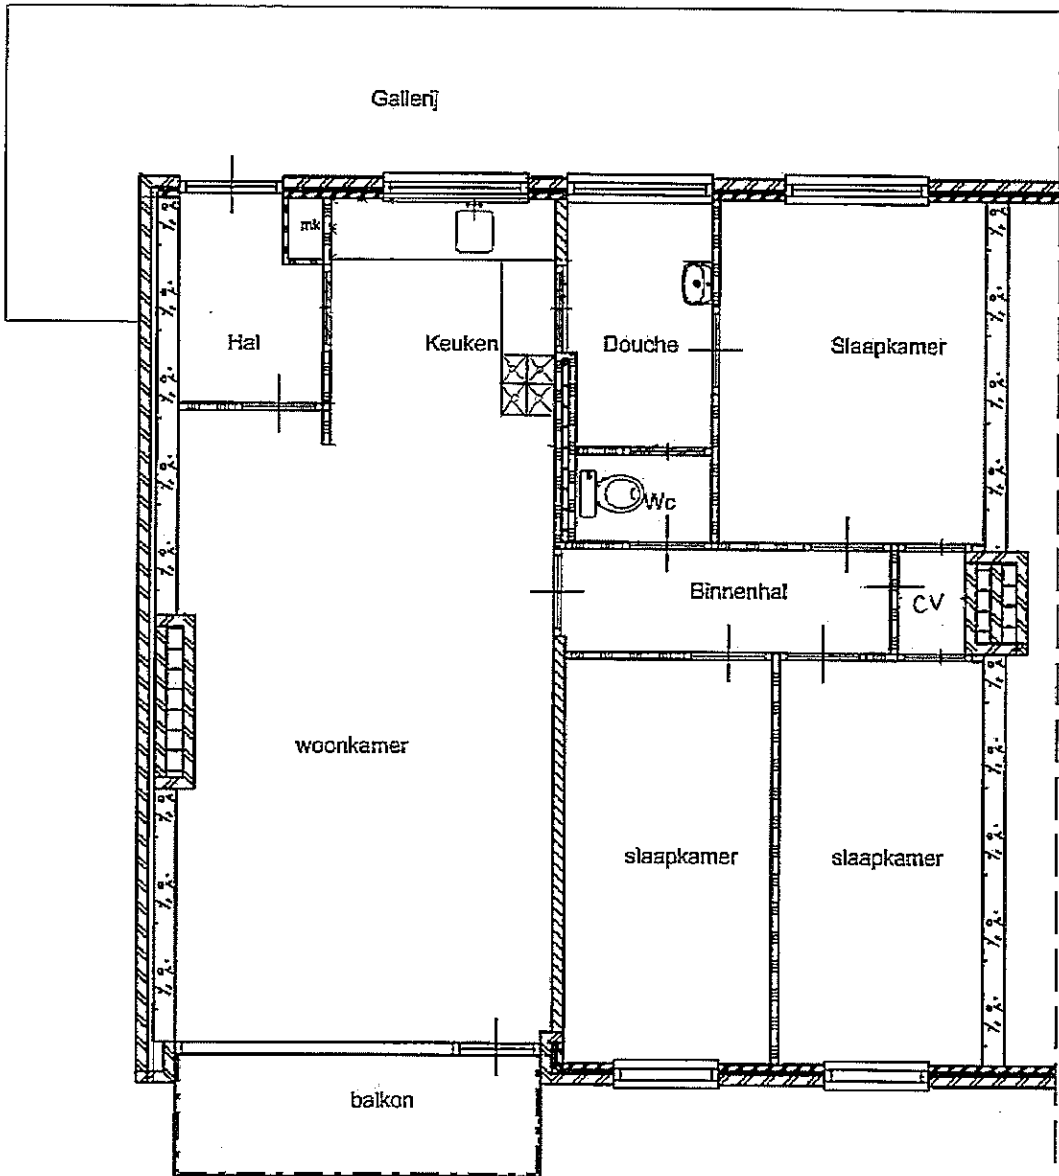 Gallerij
mk
Hal
Keuken
Douche
Slaapkamer
Wc
Binnenhal
CV
woonkamer
slaapkamer
slaapkamer
balkon